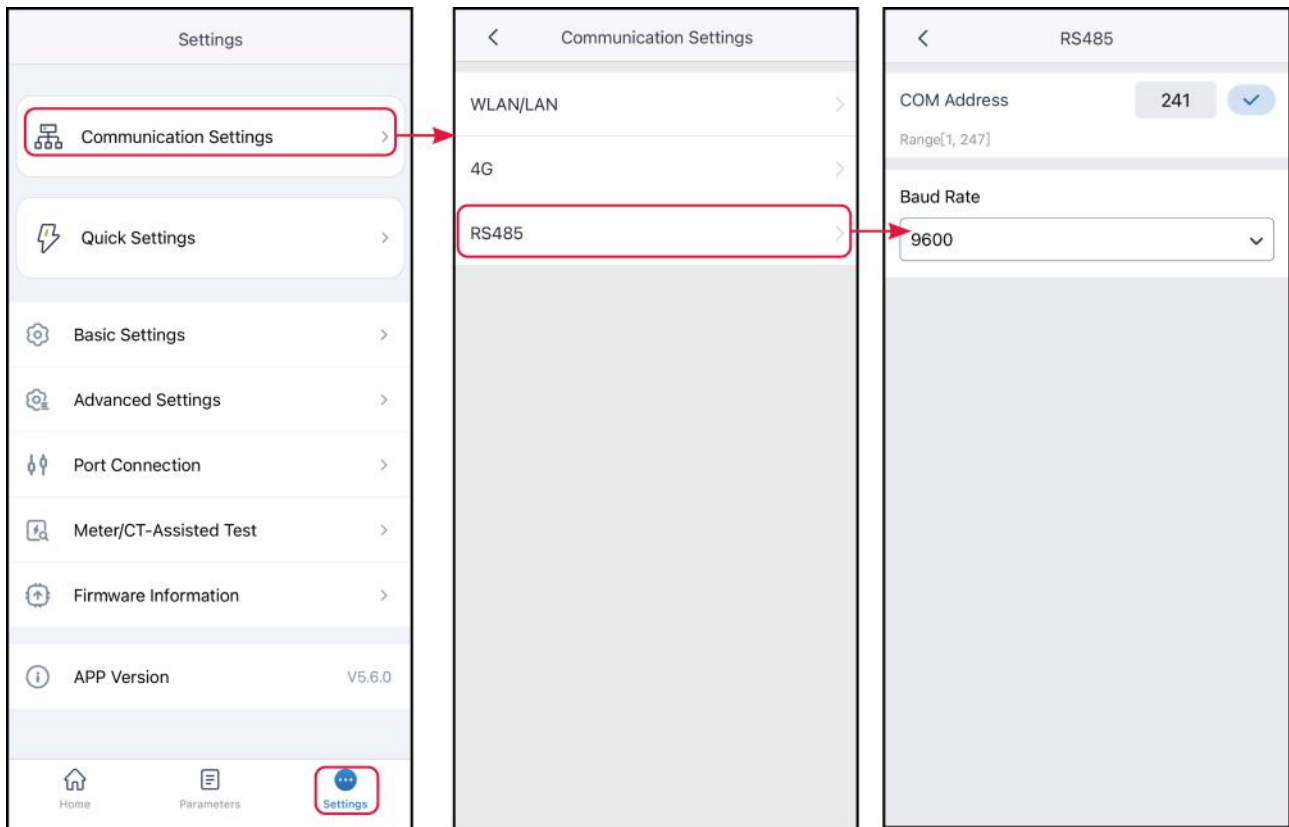 Settings
Communication Settings
Quick Settings
Basic Settings
Advanced Settings
Port Connection
Meter/CT-Assisted Test
Firmware Information
APP Version V5.6.0
Home Parameters Settings
Communication Settings
WLAN/LAN
4G
RS485
RS485
COM Address 241
Range[1, 247]
Baud Rate
9600